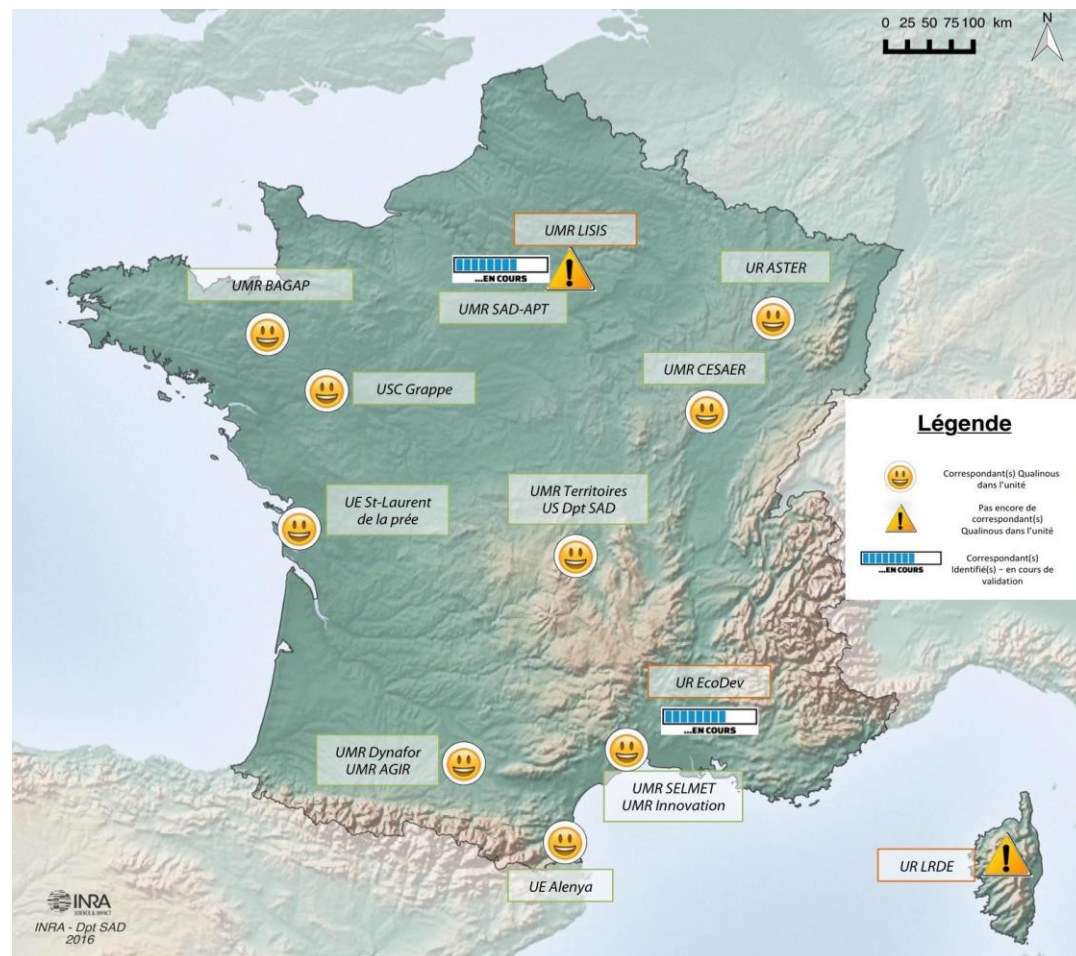 0 25 50 75 100 km
N
UMR LISIS
...EN COURS
UMR SAD-APT
UR ASTER
UMR BAGAP
USC Grappe
UMR CESAER
Légende
Correspondant(s) Qualinous
dans l'unité
Pas encore de
correspondant(s)
Qualinous dans l'unité
...EN COURS
Correspondant(s)
Identifié(s) – en cours de
validation
UE St-Laurent
de la prée
UMR Territoires
US Dpt SAD
UR EcoDev
...EN COURS
UMR Dynafor
UMR AGIR
UMR SELMET
UMR Innovation
UE Alenya
UR LRDE
INRA
SCIENCE & IMPACT
INRA - Dpt SAD
2016